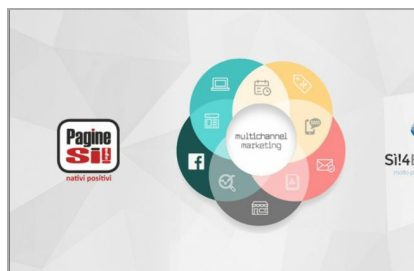 Pagine
Sì!
nativi positivi
multichannel
marketing
Sì!4